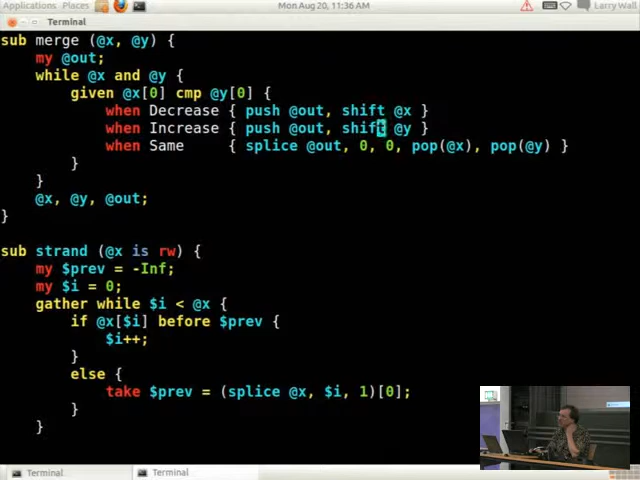 Applications Places Mon Aug 20, 11:36 AM Larry Wall
Terminal
sub merge (@x, @y) {
my @out;
while @x and @y {
given @x[0] cmp @y[0] {
when Decrease { push @out, shift @x }
when Increase { push @out, shift @y }
when Same { splice @out, 0, 0, pop(@x), pop(@y) }
}
}
@x, @y, @out;
}
sub strand (@x is rw) {
my $prev = -Inf;
my $i = 0;
gather while $i < @x {
if @x[$i] before $prev {
$i++;
}
else {
take $prev = (splice @x, $i, 1)[0];
}
}
Terminal Terminal